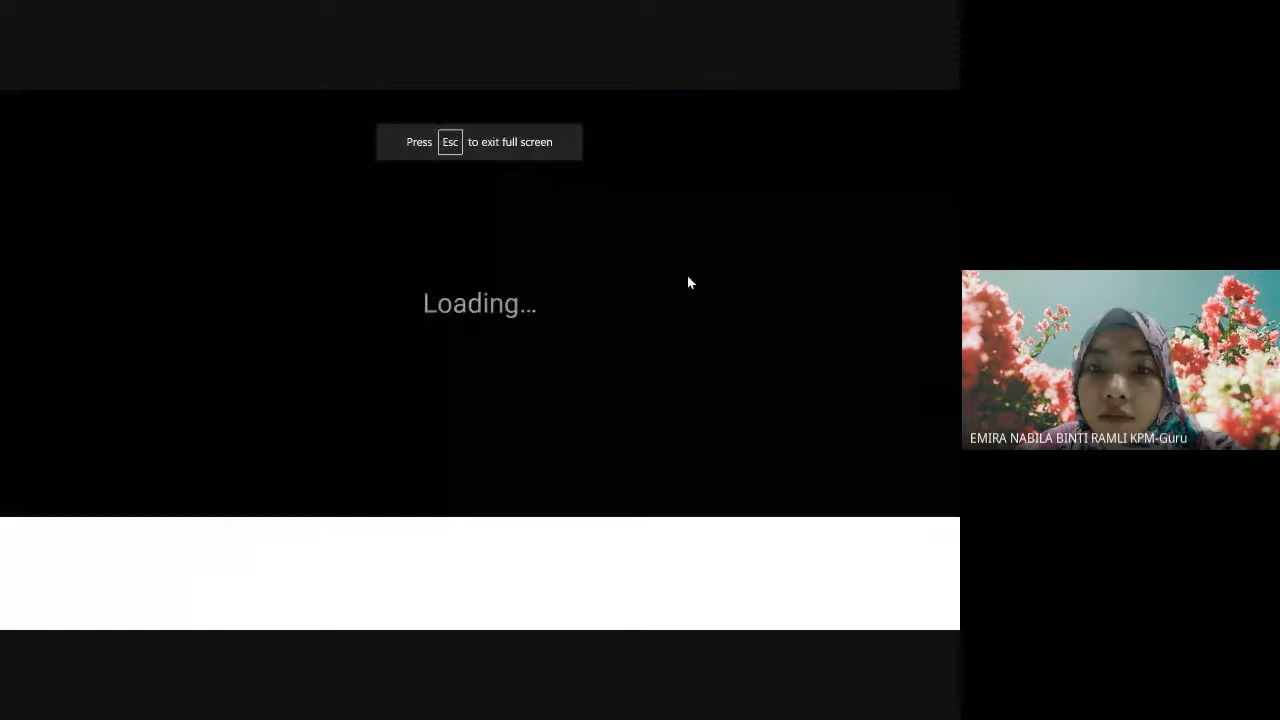 Press Esc to exit full screen
Loading...
EMIRA NABILA BINTI RAMLI KPM-Guru